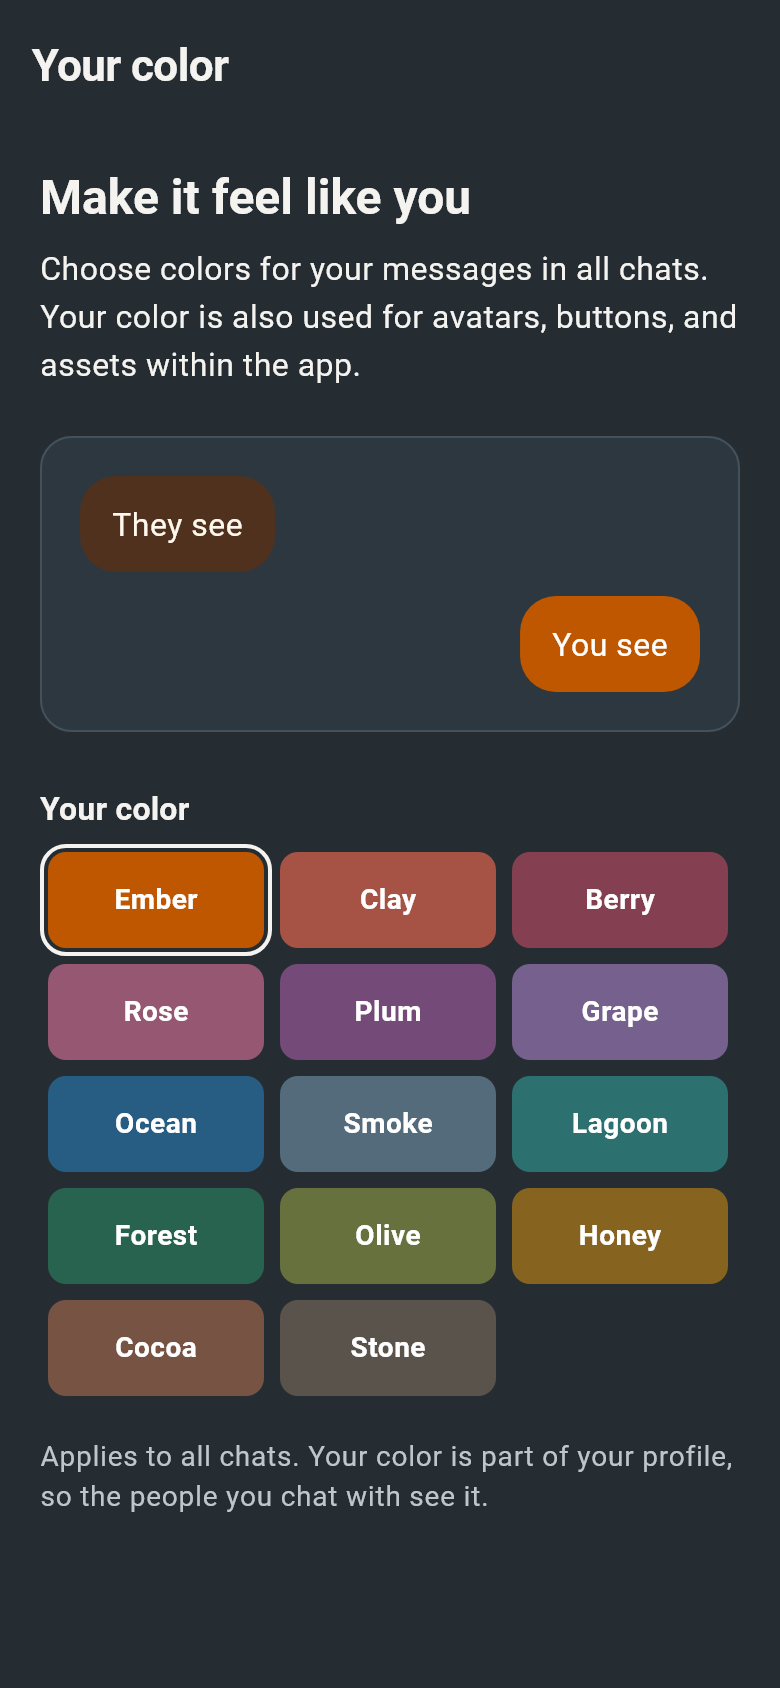 Your color
Make it feel like you
Choose colors for your messages in all chats.
Your color is also used for avatars, buttons, and
assets within the app.
They see
You see
Your color
Ember
Clay
Berry
Rose
Plum
Grape
Ocean
Smoke
Lagoon
Forest
Olive
Honey
Cocoa
Stone
Applies to all chats. Your color is part of your profile,
so the people you chat with see it.